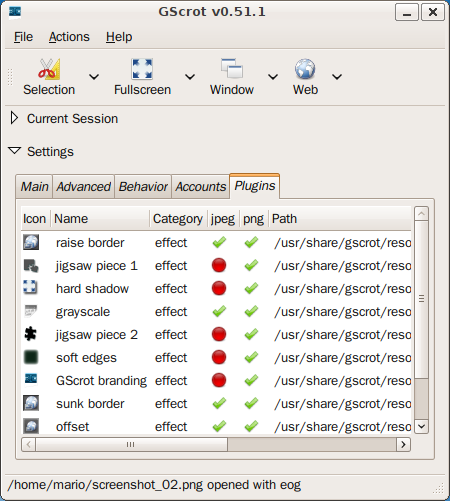 GScrot v0.51.1
File Actions Help
Selection Fullscreen Window Web
Current Session
Settings
Main Advanced Behavior Accounts Plugins
Icon Name Category jpeg png Path
raise border effect /usr/share/gscrot/reso
jigsaw piece 1 effect /usr/share/gscrot/reso
hard shadow effect /usr/share/gscrot/reso
grayscale effect /usr/share/gscrot/reso
jigsaw piece 2 effect /usr/share/gscrot/reso
soft edges effect /usr/share/gscrot/reso
GScrot branding effect /usr/share/gscrot/reso
sunk border effect /usr/share/gscrot/reso
offset effect /usr/share/gscrot/reso
/home/mario/screenshot_02.png opened with eog